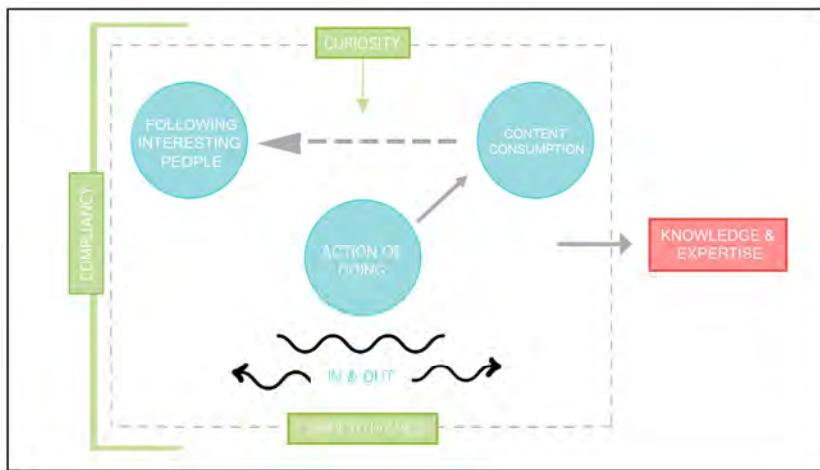 CURIOSITY
FOLLOWING
INTERESTING
PEOPLE
CONTENT
CONSUMPTION
COMPLIANCY
ACTION OF
DOING
KNOWLEDGE &
EXPERTISE
IN & OUT